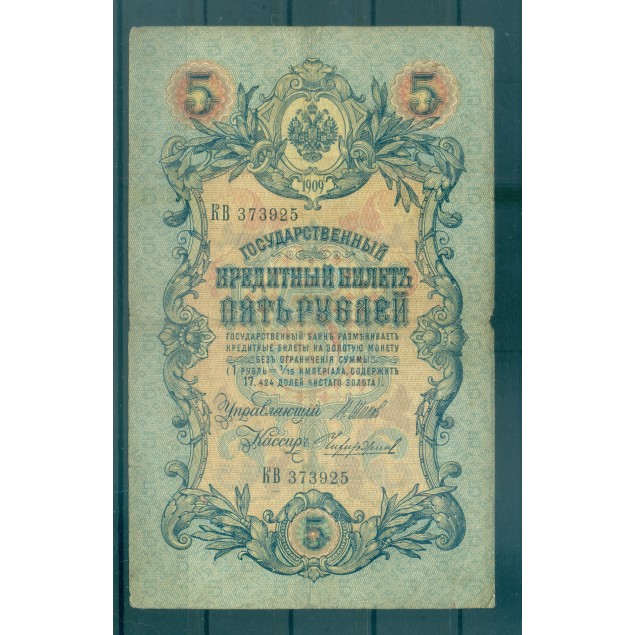 5 5
1909
КВ 373925
ГОСУДАРСТВЕННЫЙ
КРЕДИТНЫЙ БИЛЕТЪ
ПЯТЬ РУБЛЕЙ
ГОСУДАРСТВЕННЫЙ БАНКЪ РАЗМѢНИВАЕТЪ
КРЕДИТНЫЕ БИЛЕТЫ НА ЗОЛОТУЮ МОНЕТУ
БЕЗЪ ОГРАНИЧЕНІЯ СУММЫ
(1 РУБЛЬ = 1/15 ИМПЕРІАЛА, СОДЕРЖИТЪ
17,424 ДОЛЕЙ ЧИСТАГО ЗОЛОТА).
Управляющій
Кассиръ
КВ 373925
5